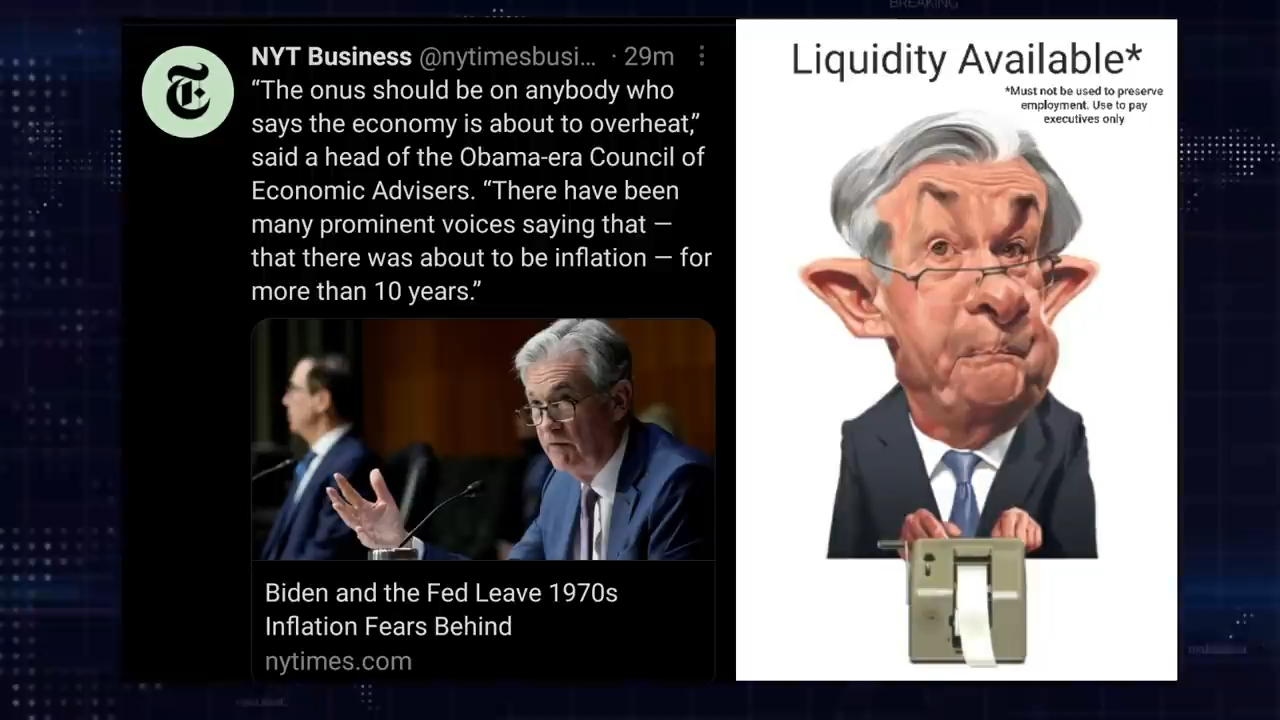 BREAKING
NYT Business @nytimesbusi... · 29m
“The onus should be on anybody who
says the economy is about to overheat,”
said a head of the Obama-era Council of
Economic Advisers. “There have been
many prominent voices saying that —
that there was about to be inflation — for
more than 10 years.”
Biden and the Fed Leave 1970s
Inflation Fears Behind
nytimes.com
Liquidity Available*
*Must not be used to preserve
employment. Use to pay
executives only